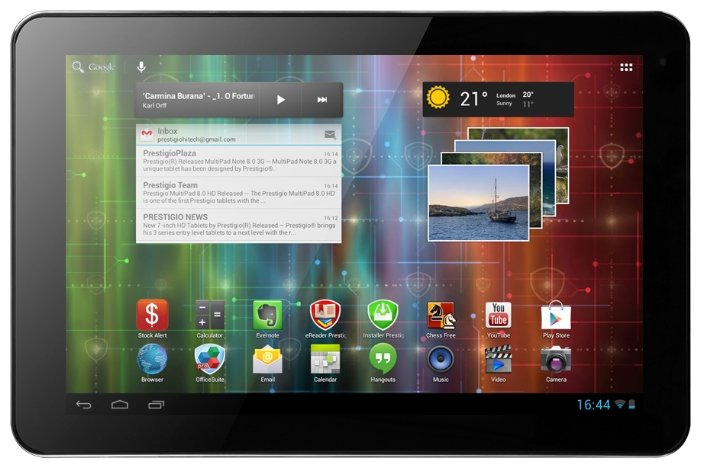 Google
'Carmina Burana' - _1. O Fortun
Karl Orff
21° London 20°
Sunny 11°
Inbox
prestigiohitech@gmail.com
PrestigioPlaza 16:14
Prestigio(R) Releases MultiPad Note 8.0 3G -- MultiPad Note 8.0 3G a
unique tablet has been designed by Prestigio®.
Prestigio Team 16:14
Prestigio MultiPad 8.0 HD Released -- The Prestigio MultiPad 8.0 HD
is one of the first Prestigio tablets with the ...
PRESTIGIO NEWS 16:12
New 7-inch HD Tablets by Prestigio(R) Released -- Prestigio® brings
his 3 series entry level tablets to a next level with the r...
You
Tube
Stock Alert Calculator Evernote eReader Prestic Installer Prestic Chess Free YouTube Play Store
Browser OfficeSuite Email Calendar Hangouts Music Video Camera
16:44